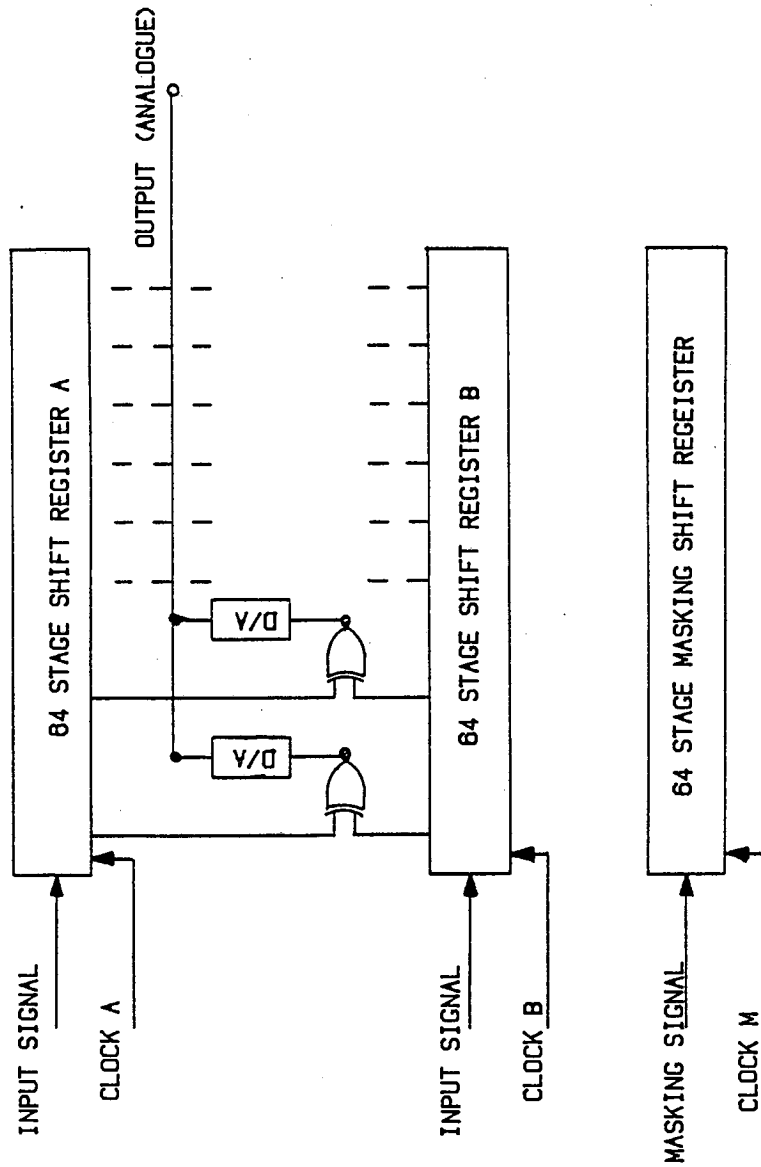 INPUT SIGNAL
64 STAGE SHIFT REGISTER A
CLOCK A
OUTPUT (ANALOGUE)
D/A
D/A
INPUT SIGNAL
64 STAGE SHIFT REGISTER B
CLOCK B
MASKING SIGNAL
64 STAGE MASKING SHIFT REGEISTER
CLOCK M